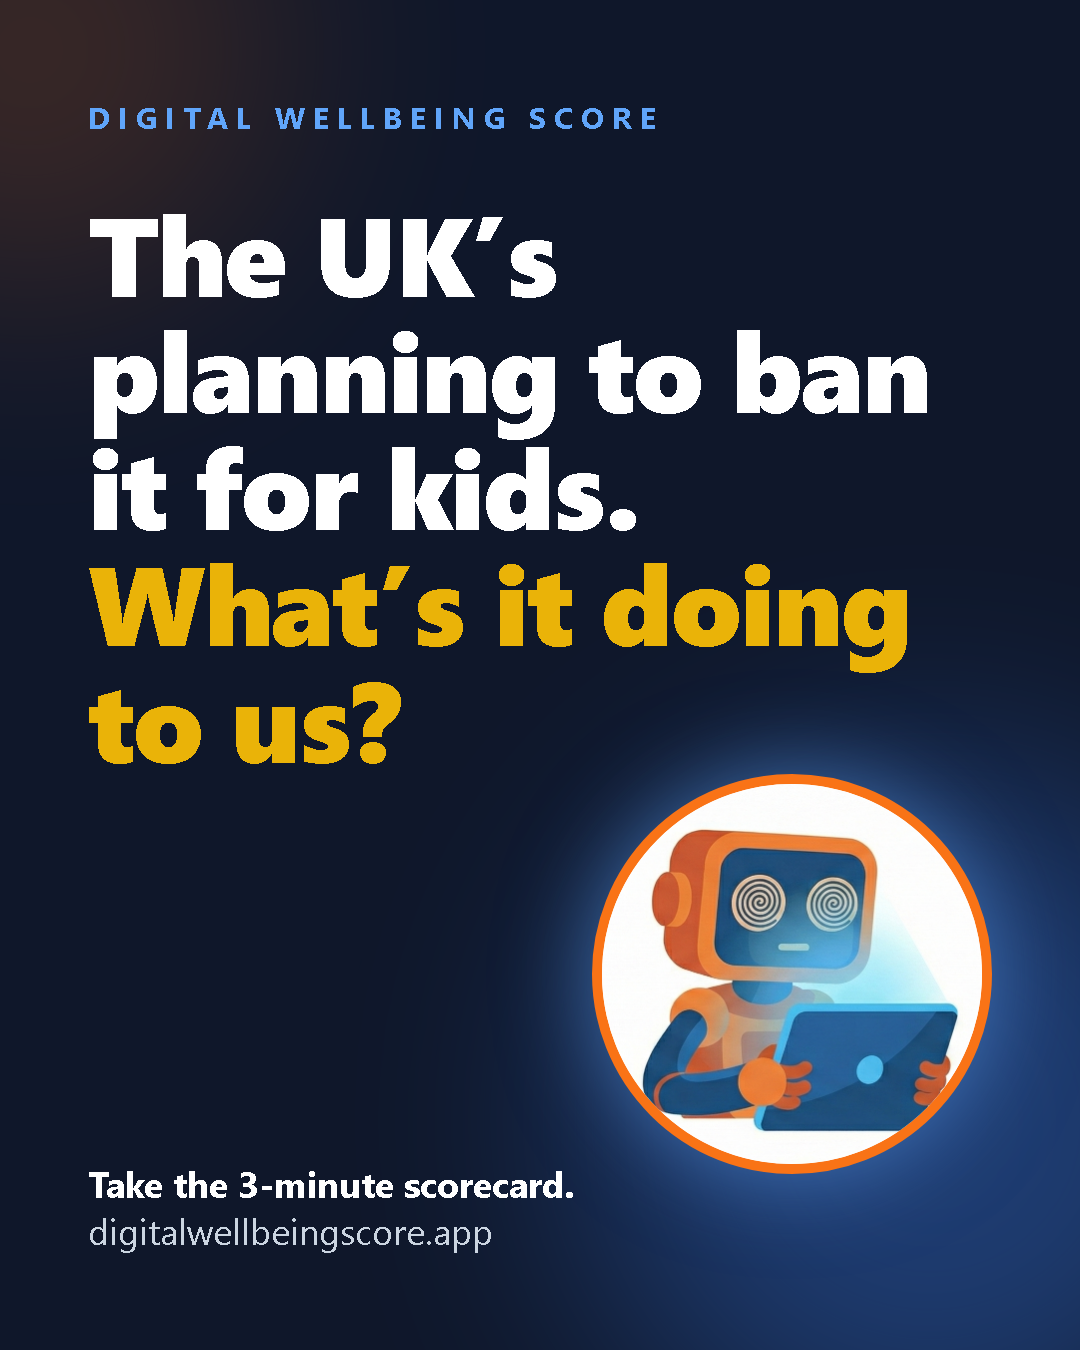 DIGITAL WELLBEING SCORE
The UK’s
planning to ban
it for kids.
What’s it doing
to us?
Take the 3-minute scorecard.
digitalwellbeingscore.app